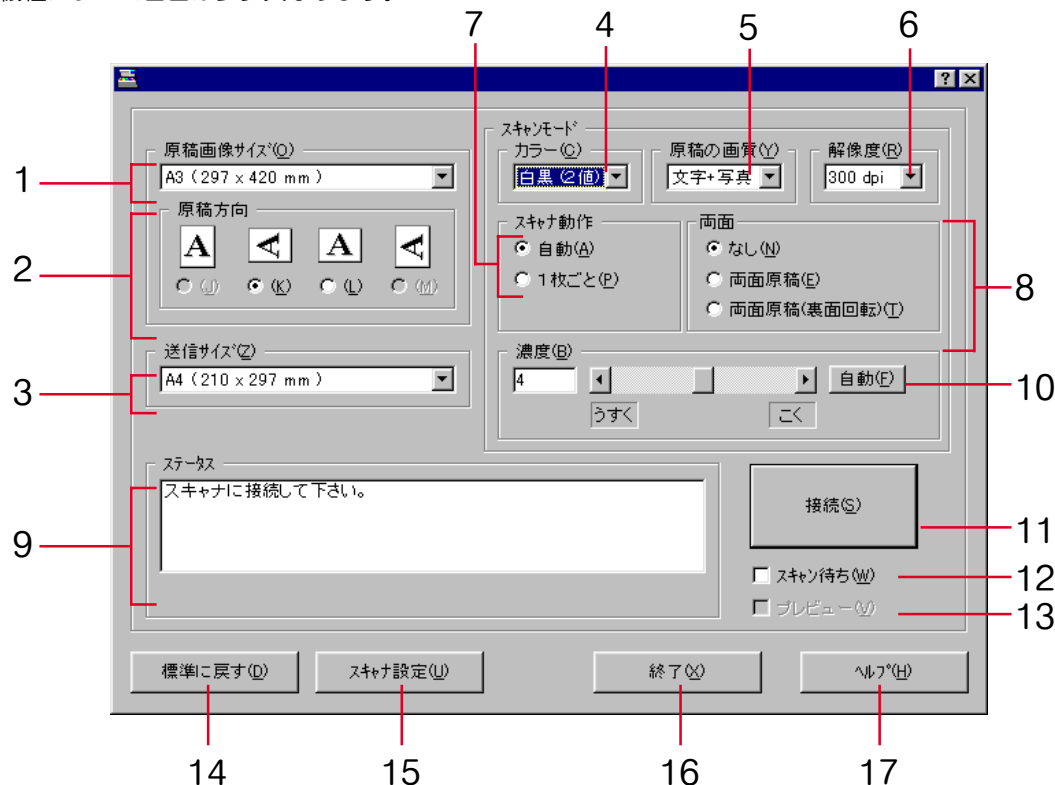 7 4 5 6
? ×
スキャンモード
原稿画像サイズ(O) カラー(C) 原稿の画質(Y) 解像度(R)
1 A3 ( 297 x 420 mm ) 白黒 (2値) 文字+写真 300 dpi
原稿方向 スキャナ動作 両面
2 A A A A 自動(A) なし(N) 8
(J) (K) (L) (M) 1枚ごと(P) 両面原稿(E)
両面原稿(裏面回転)(T)
送信サイズ(Z) 濃度(B)
3 A4 ( 210 x 297 mm ) 4 自動(F) 10
うすく こく
ステータス
スキャナに接続して下さい。
接続(S)
9 11
スキャン待ち(W) 12
プレビュー(V) 13
標準に戻す(D) スキャナ設定(U) 終了(X) ヘルプ(H)
14 15 16 17